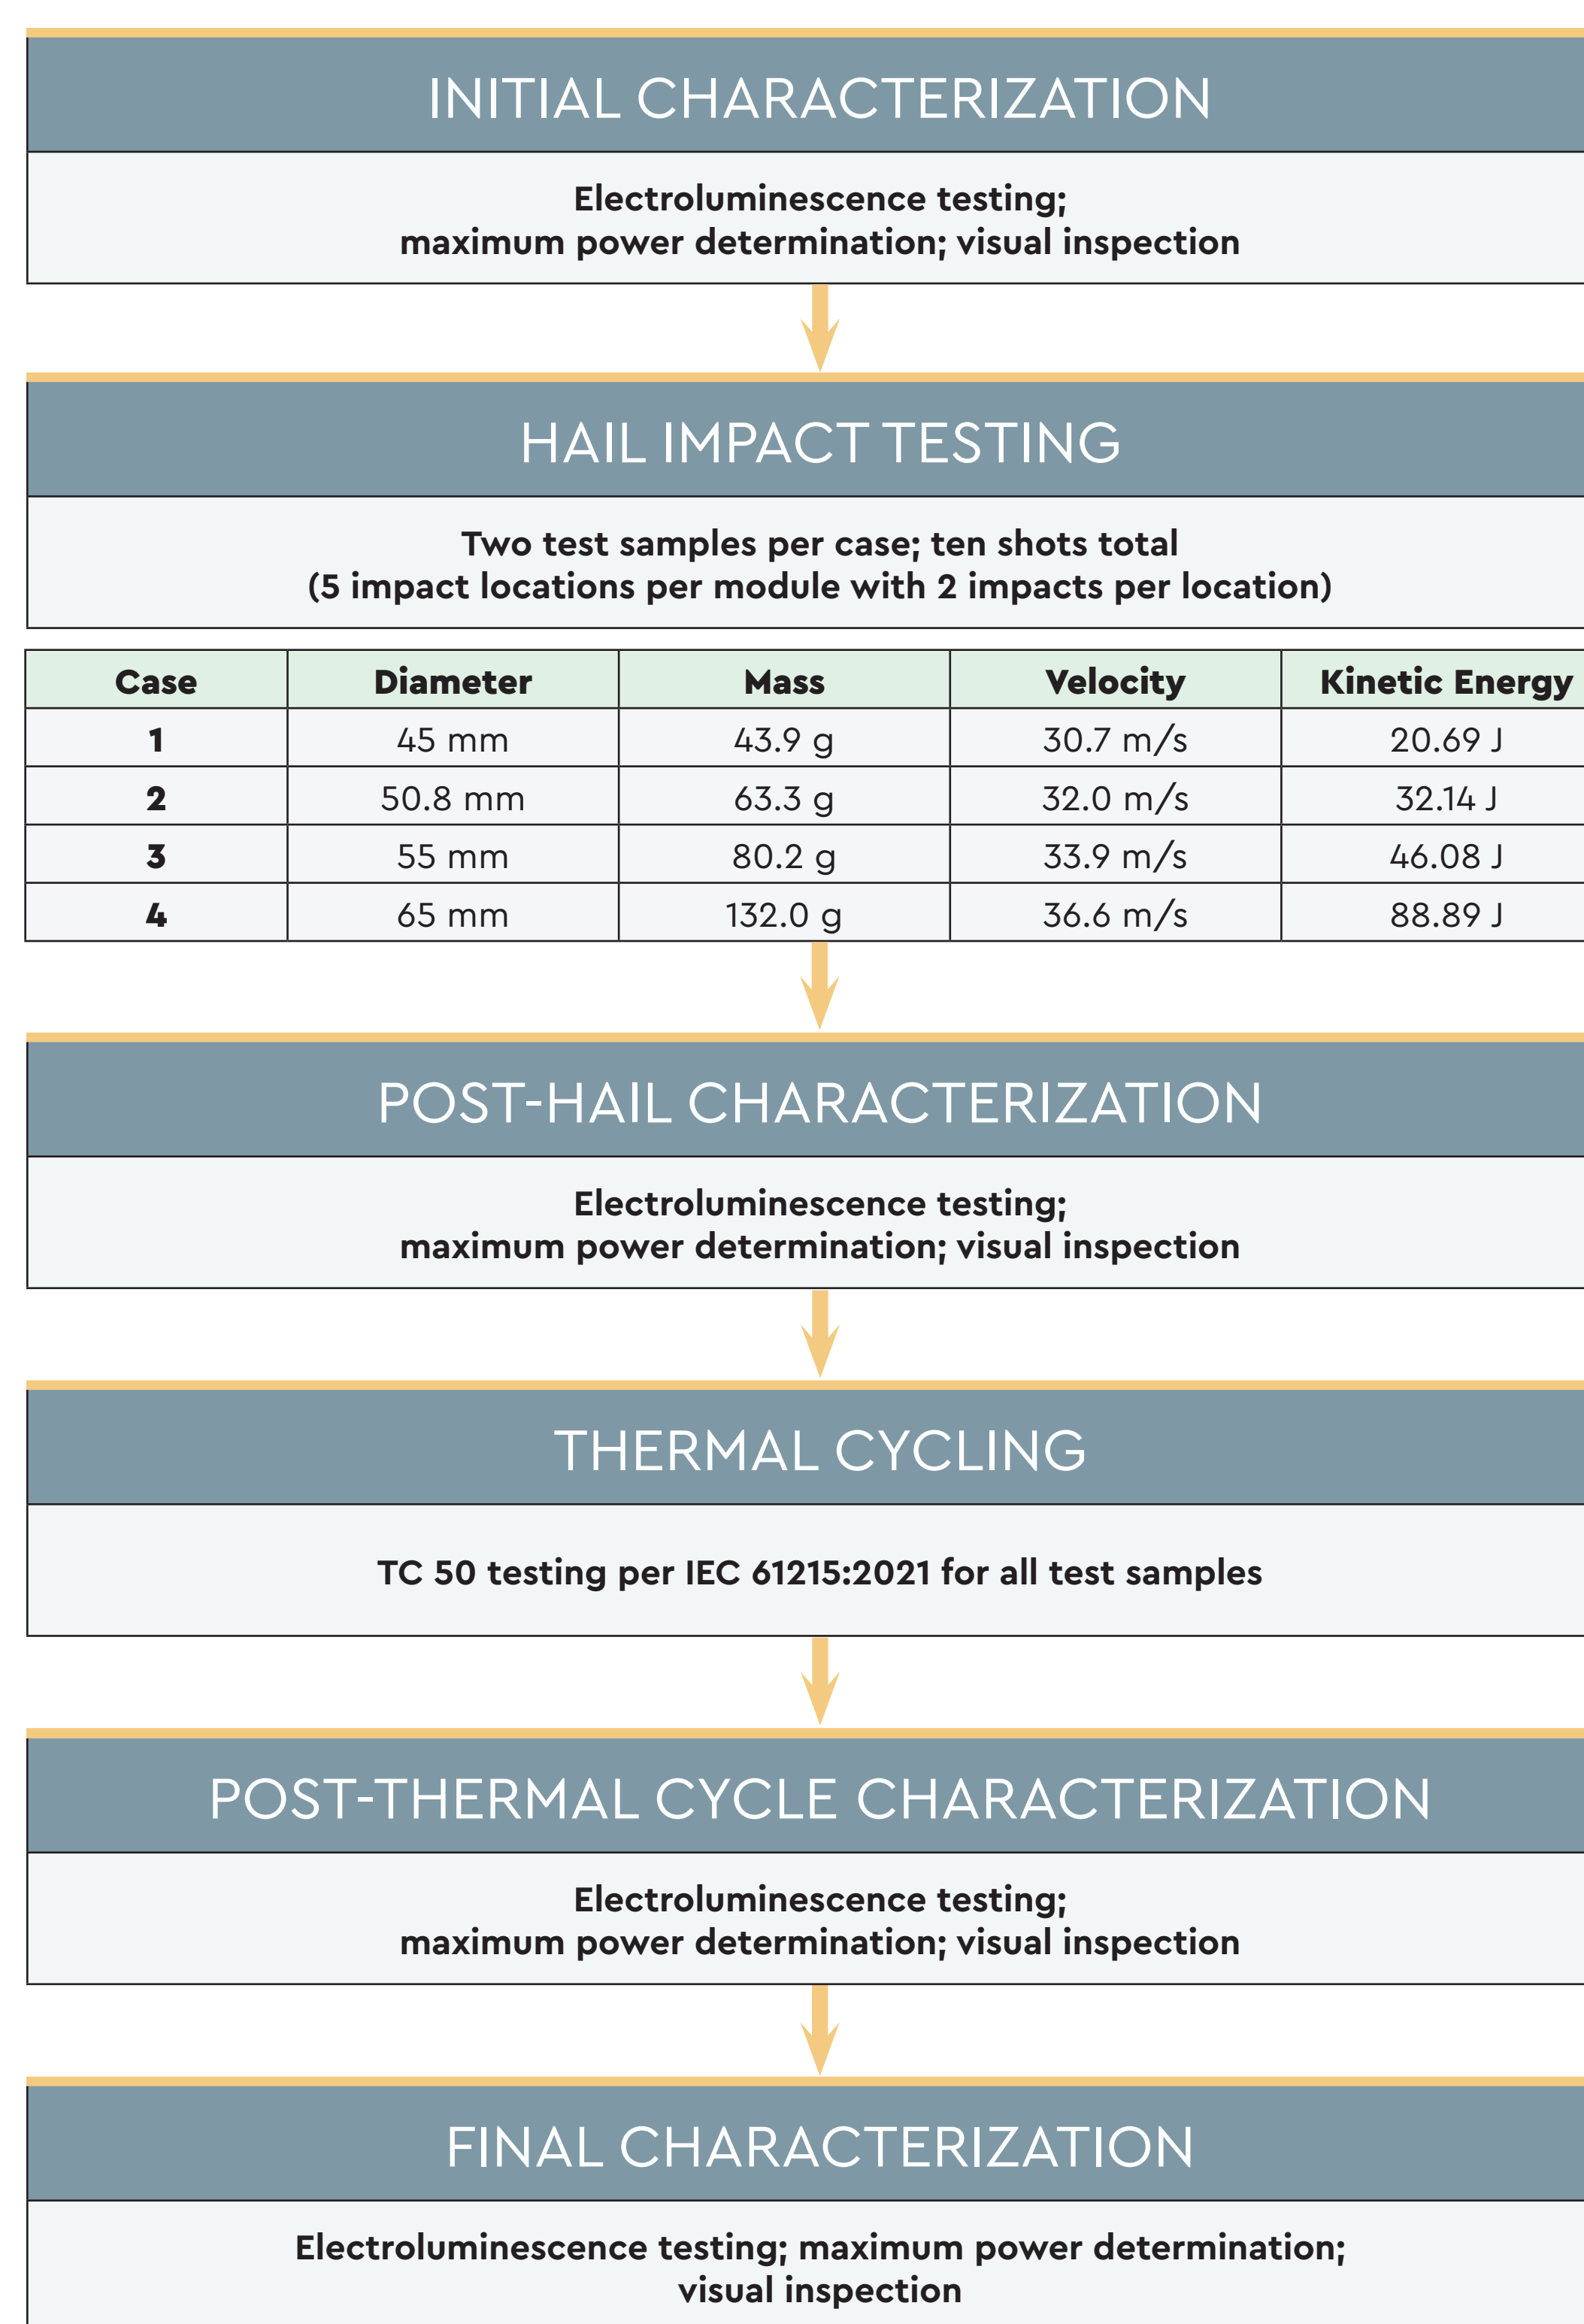 INITIAL CHARACTERIZATION
Electroluminescence testing;
maximum power determination; visual inspection
HAIL IMPACT TESTING
Two test samples per case; ten shots total
(5 impact locations per module with 2 impacts per location)
Case Diameter Mass Velocity Kinetic Energy
1 45 mm 43.9 g 30.7 m/s 20.69 J
2 50.8 mm 63.3 g 32.0 m/s 32.14 J
3 55 mm 80.2 g 33.9 m/s 46.08 J
4 65 mm 132.0 g 36.6 m/s 88.89 J
POST-HAIL CHARACTERIZATION
Electroluminescence testing;
maximum power determination; visual inspection
THERMAL CYCLING
TC 50 testing per IEC 61215:2021 for all test samples
POST-THERMAL CYCLE CHARACTERIZATION
Electroluminescence testing;
maximum power determination; visual inspection
FINAL CHARACTERIZATION
Electroluminescence testing; maximum power determination;
visual inspection